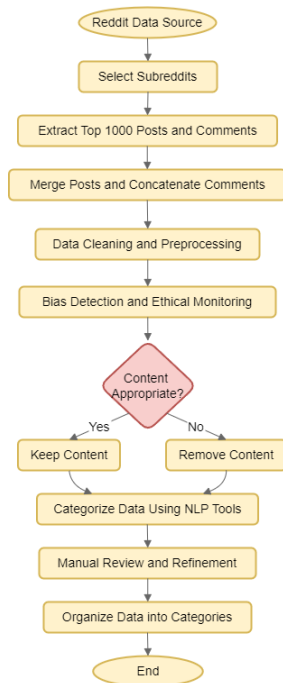 Reddit Data Source
Select Subreddits
Extract Top 1000 Posts and Comments
Merge Posts and Concatenate Comments
Data Cleaning and Preprocessing
Bias Detection and Ethical Monitoring
Content
Appropriate?
Yes
No
Keep Content
Remove Content
Categorize Data Using NLP Tools
Manual Review and Refinement
Organize Data into Categories
End